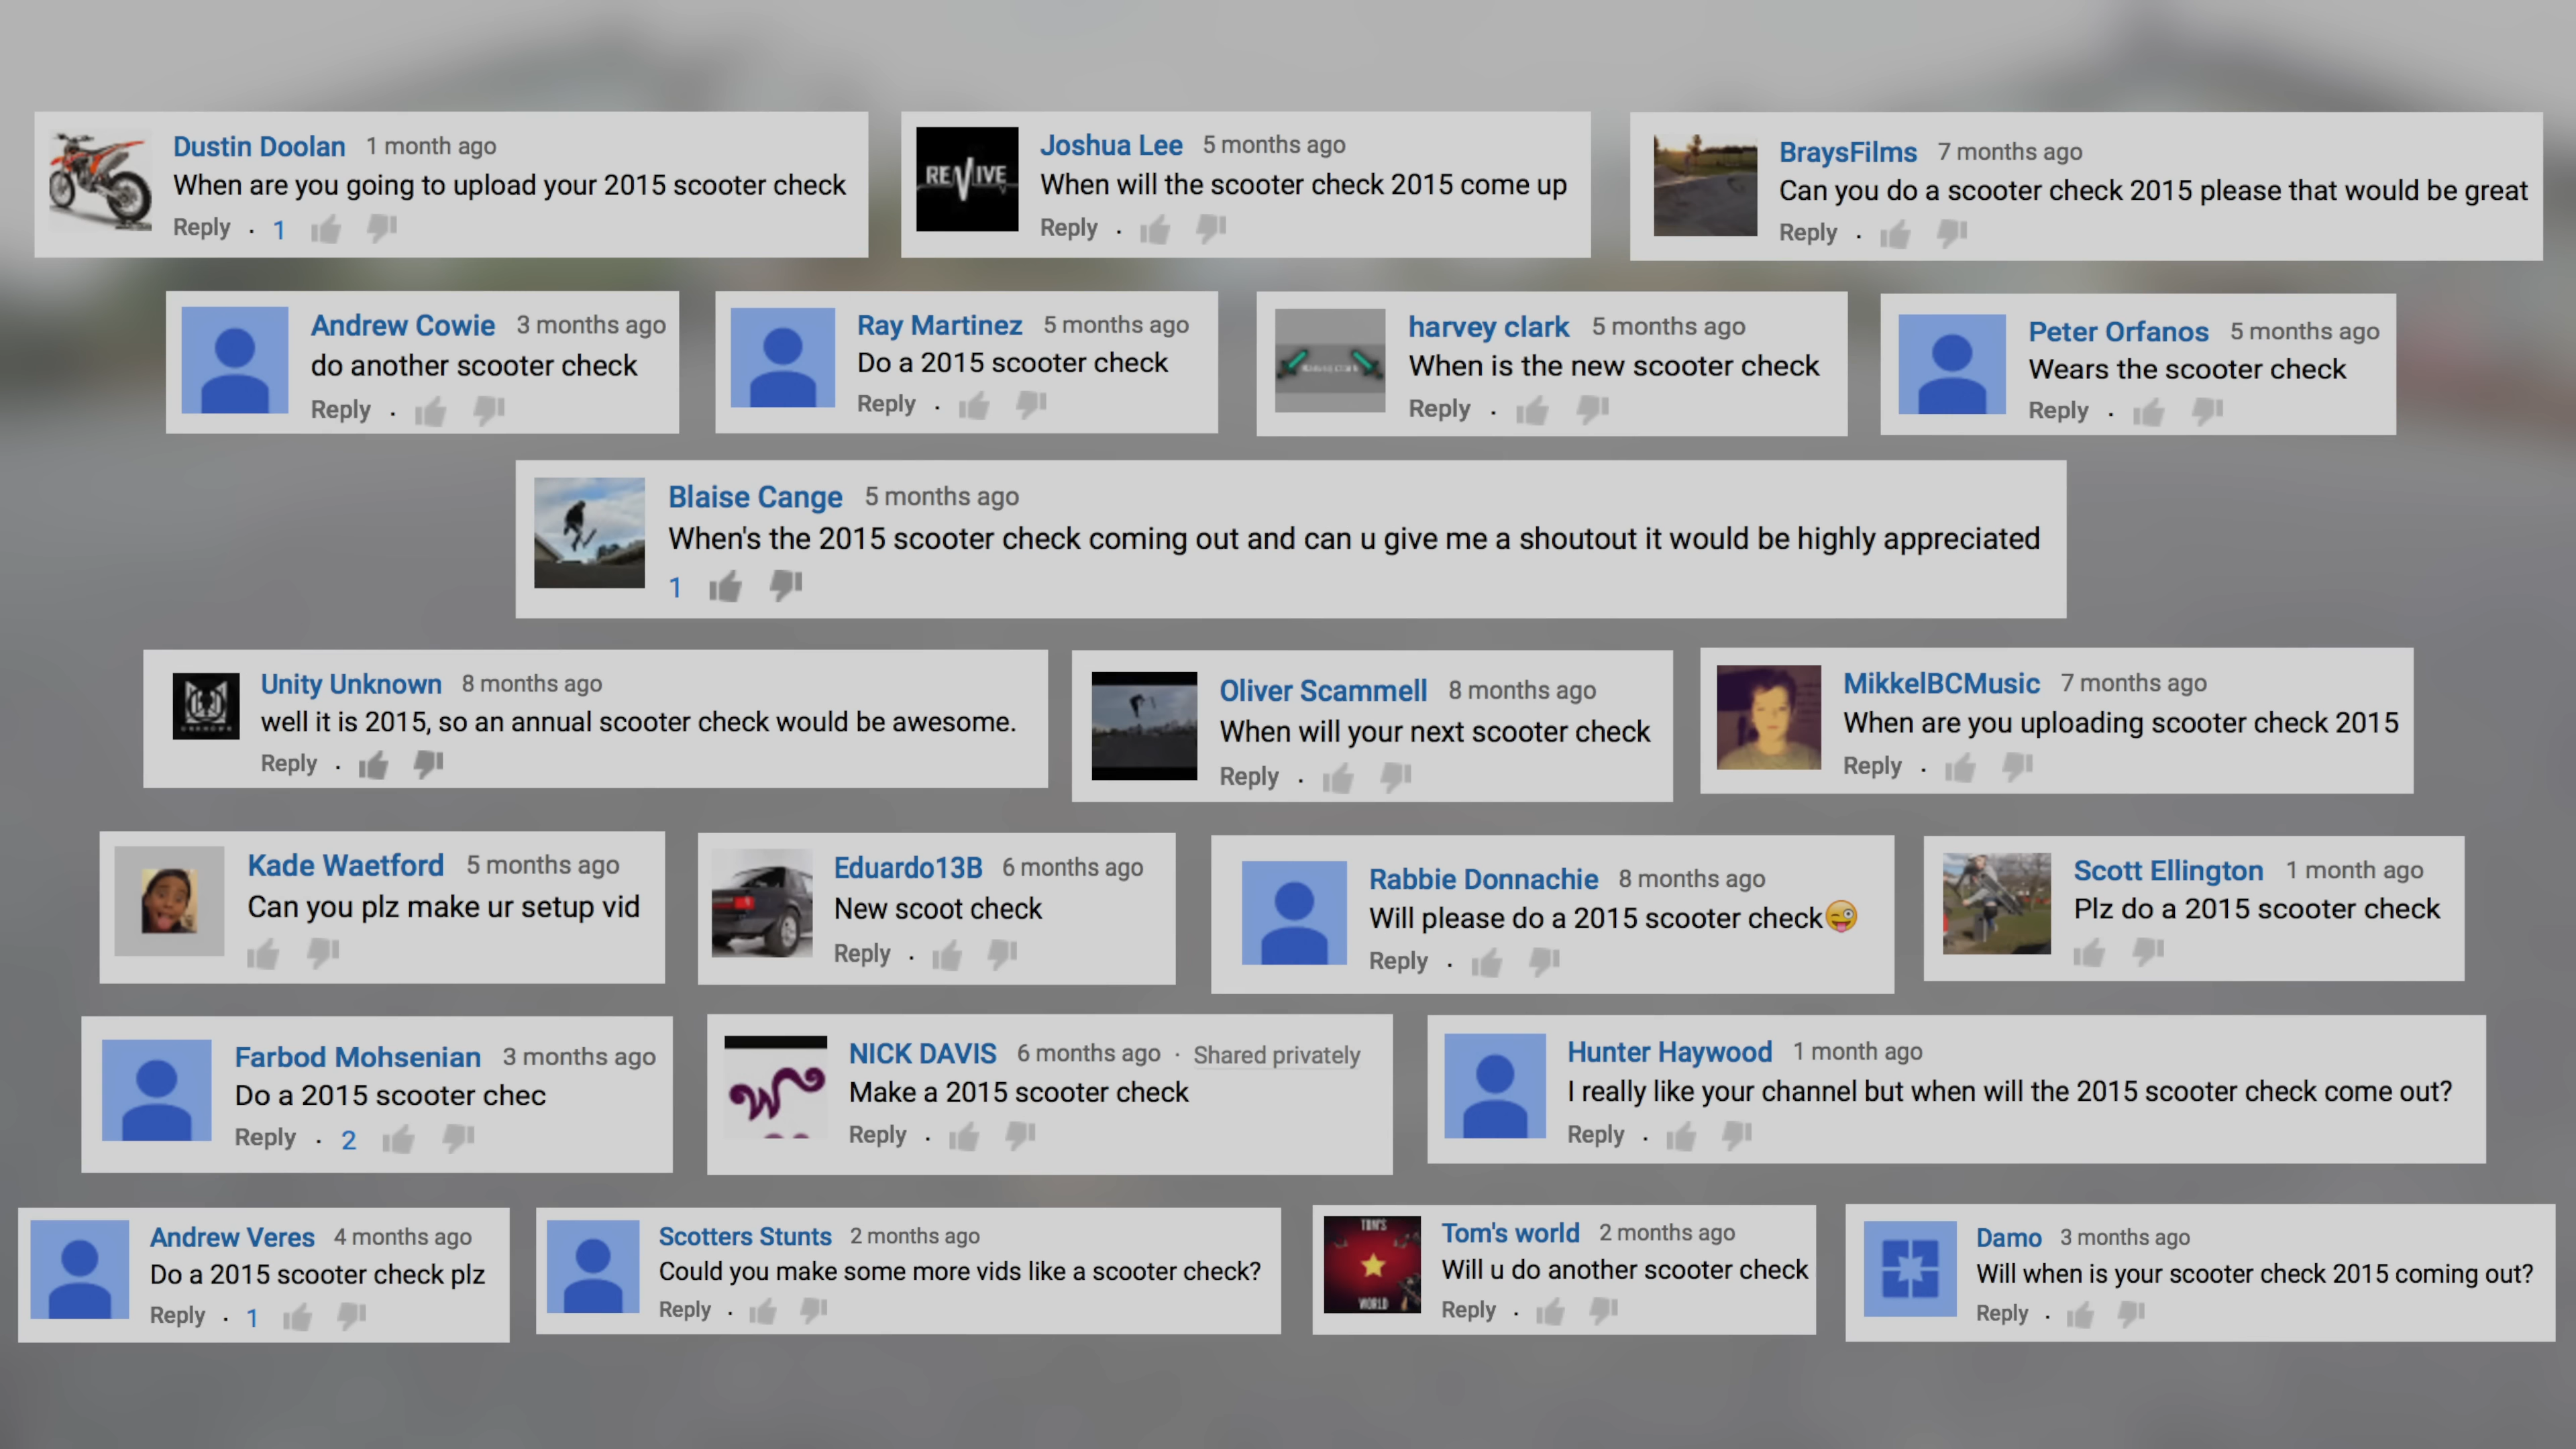 Dustin Doolan 1 month ago
When are you going to upload your 2015 scooter check
Reply · 1
REVIVE
Joshua Lee 5 months ago
When will the scooter check 2015 come up
Reply ·
BraysFilms 7 months ago
Can you do a scooter check 2015 please that would be great
Reply ·
Andrew Cowie 3 months ago
do another scooter check
Reply ·
Ray Martinez 5 months ago
Do a 2015 scooter check
Reply ·
harvey clark 5 months ago
When is the new scooter check
Reply ·
Peter Orfanos 5 months ago
Wears the scooter check
Reply ·
Blaise Cange 5 months ago
When's the 2015 scooter check coming out and can u give me a shoutout it would be highly appreciated
1
Unity Unknown 8 months ago
well it is 2015, so an annual scooter check would be awesome.
Reply ·
Oliver Scammell 8 months ago
When will your next scooter check
Reply ·
MikkelBCMusic 7 months ago
When are you uploading scooter check 2015
Reply ·
Kade Waetford 5 months ago
Can you plz make ur setup vid
Eduardo13B 6 months ago
New scoot check
Reply ·
Rabbie Donnachie 8 months ago
Will please do a 2015 scooter check😜
Reply ·
Scott Ellington 1 month ago
Plz do a 2015 scooter check
Farbod Mohsenian 3 months ago
Do a 2015 scooter chec
Reply · 2
NICK DAVIS 6 months ago · Shared privately
Make a 2015 scooter check
Reply ·
Hunter Haywood 1 month ago
I really like your channel but when will the 2015 scooter check come out?
Reply ·
Andrew Veres 4 months ago
Do a 2015 scooter check plz
Reply · 1
Scotters Stunts 2 months ago
Could you make some more vids like a scooter check?
Reply ·
TOM'S
WORLD
Tom's world 2 months ago
Will u do another scooter check
Reply ·
Damo 3 months ago
Will when is your scooter check 2015 coming out?
Reply ·